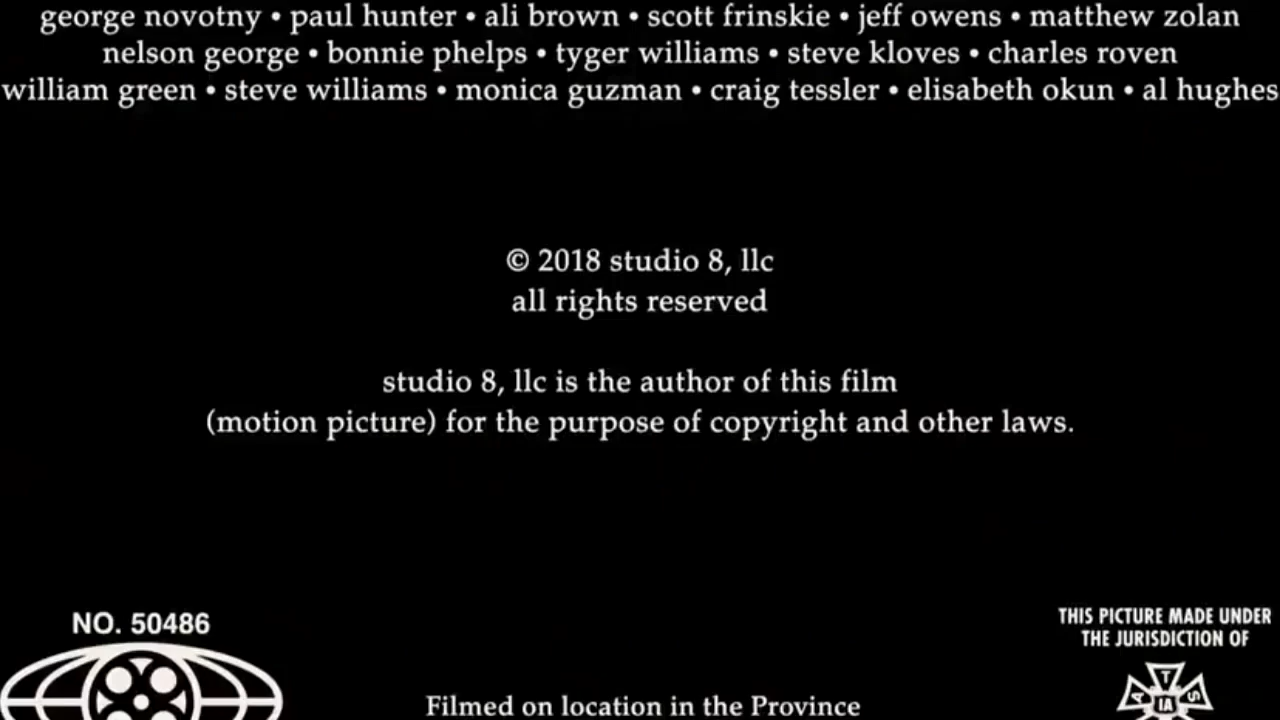 george novotny • paul hunter • ali brown • scott frinskie • jeff owens • matthew zolan
nelson george • bonnie phelps • tyger williams • steve kloves • charles roven
william green • steve williams • monica guzman • craig tessler • elisabeth okun • al hughes
© 2018 studio 8, llc
all rights reserved
studio 8, llc is the author of this film
(motion picture) for the purpose of copyright and other laws.
NO. 50486
THIS PICTURE MADE UNDER
THE JURISDICTION OF
T
A IA S
Filmed on location in the Province